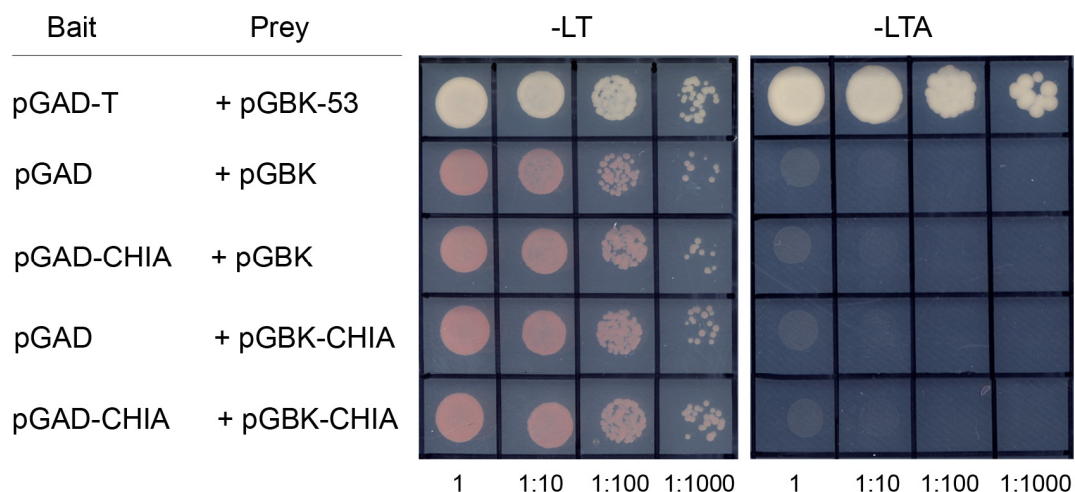 Bait Prey -LT -LTA
pGAD-T + pGBK-53
pGAD + pGBK
pGAD-CHIA + pGBK
pGAD + pGBK-CHIA
pGAD-CHIA + pGBK-CHIA
1 1:10 1:100 1:1000 1 1:10 1:100 1:1000